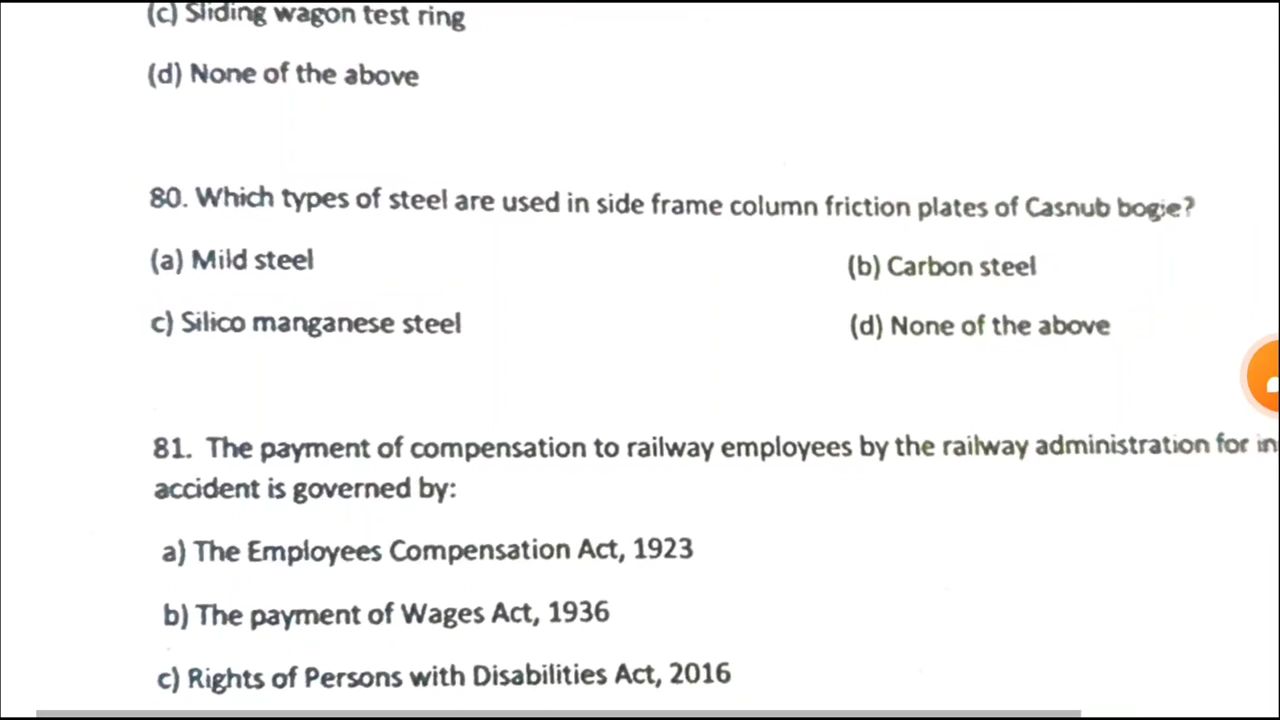 (c) Sliding wagon test ring
(d) None of the above
80. Which types of steel are used in side frame column friction plates of Casnub bogie?
(a) Mild steel (b) Carbon steel
c) Silico manganese steel (d) None of the above
81. The payment of compensation to railway employees by the railway administration for in
accident is governed by:
a) The Employees Compensation Act, 1923
b) The payment of Wages Act, 1936
c) Rights of Persons with Disabilities Act, 2016